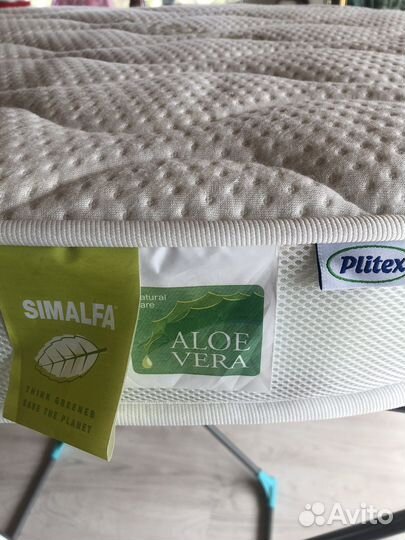 SIMALFA
THINK GREENER
SAVE THE PLANET
natural
care
ALOE
VERA
Plitex
Avito